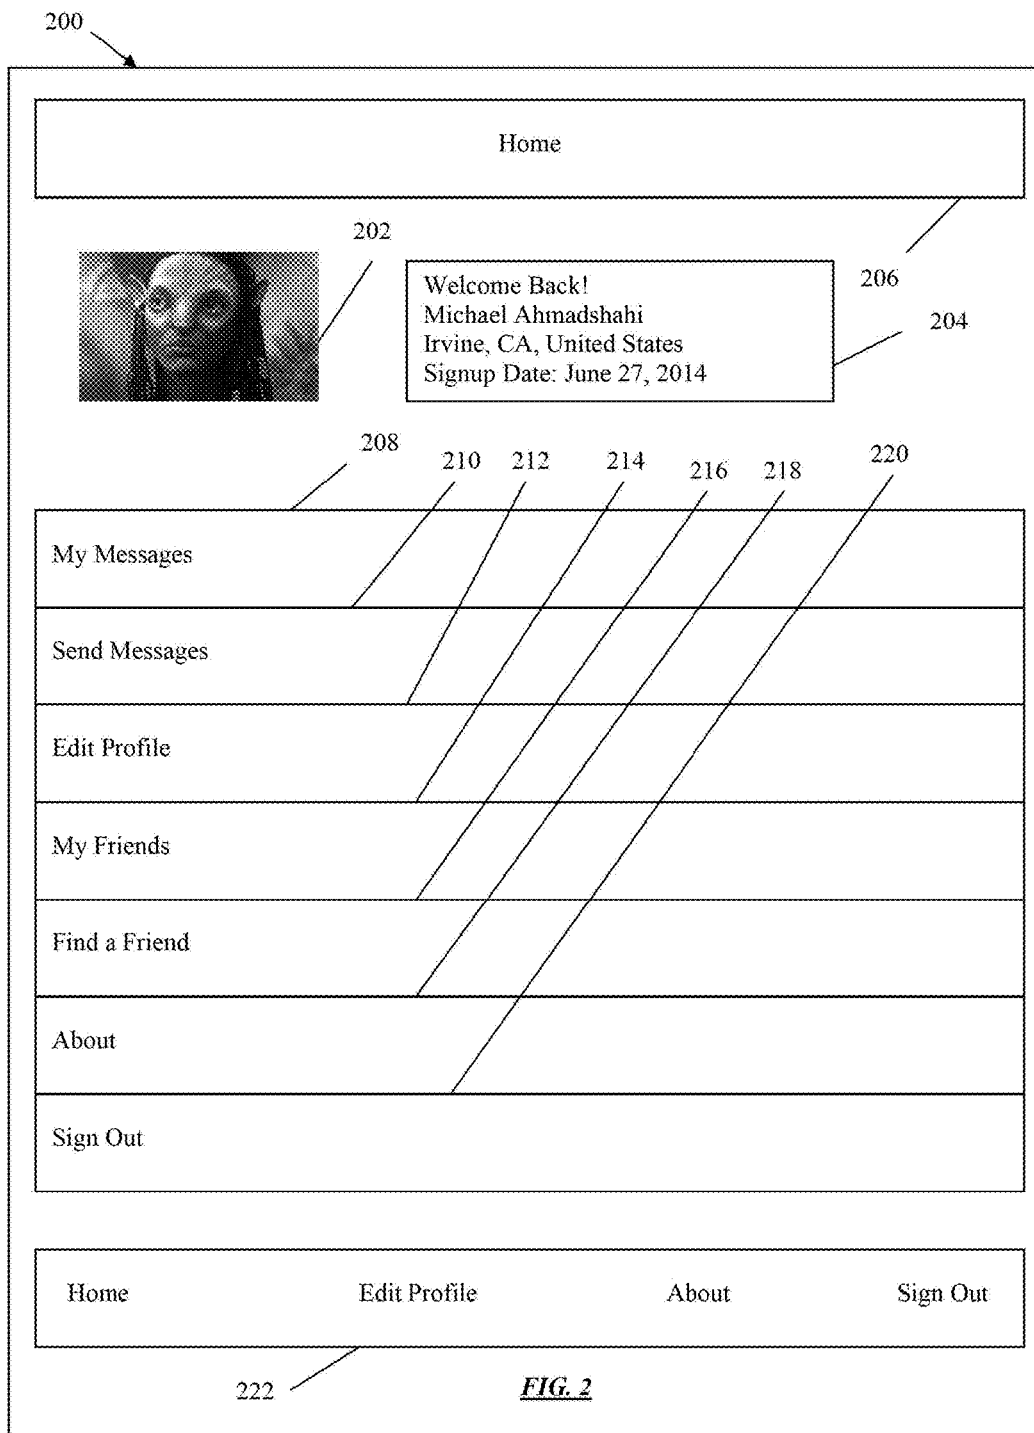 200
Home
202
206
Welcome Back!
Michael Ahmadshahi
Irvine, CA, United States
Signup Date: June 27, 2014
204
208
210
212
214
216
218
220
My Messages
Send Messages
Edit Profile
My Friends
Find a Friend
About
Sign Out
Home Edit Profile About Sign Out
222
FIG. 2